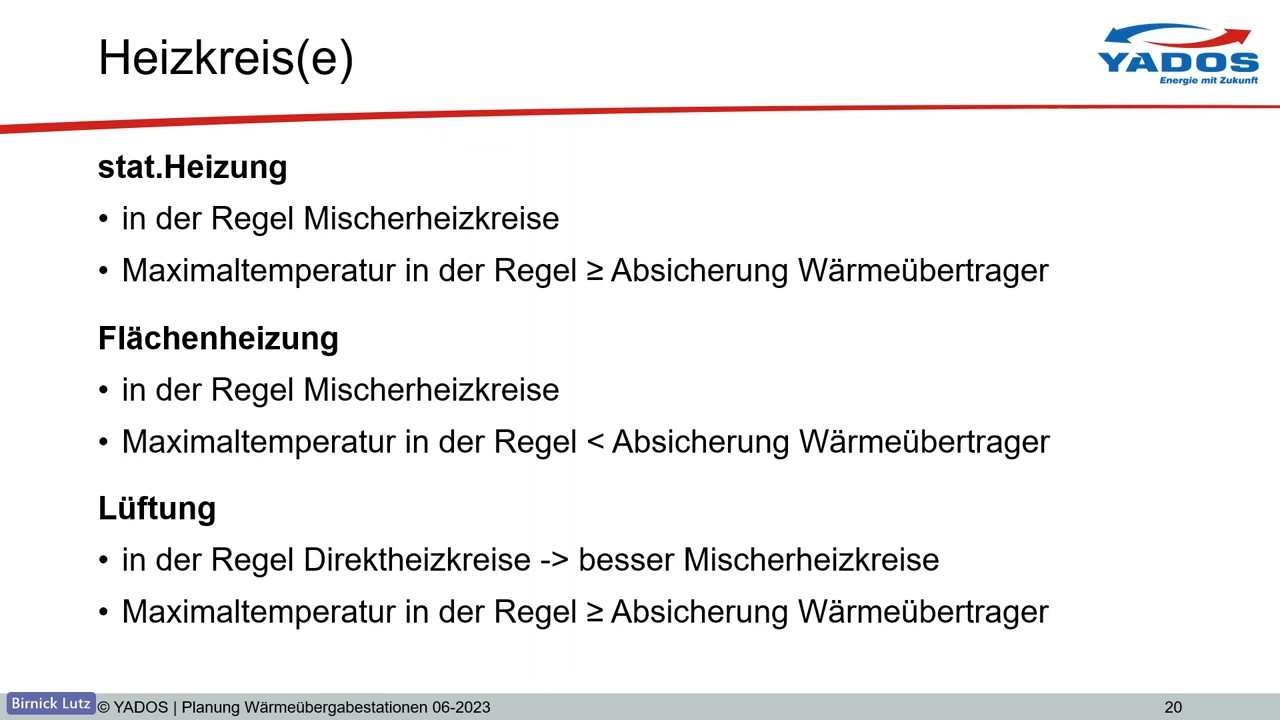 Heizkreis(e)
YADOS
Energie mit Zukunft
stat.Heizung
• in der Regel Mischerheizkreise
• Maximaltemperatur in der Regel ≥ Absicherung Wärmeübertrager
Flächenheizung
• in der Regel Mischerheizkreise
• Maximaltemperatur in der Regel < Absicherung Wärmeübertrager
Lüftung
• in der Regel Direktheizkreise -> besser Mischerheizkreise
• Maximaltemperatur in der Regel ≥ Absicherung Wärmeübertrager
Birnick Lutz
© YADOS | Planung Wärmeübergabestationen 06-2023
20